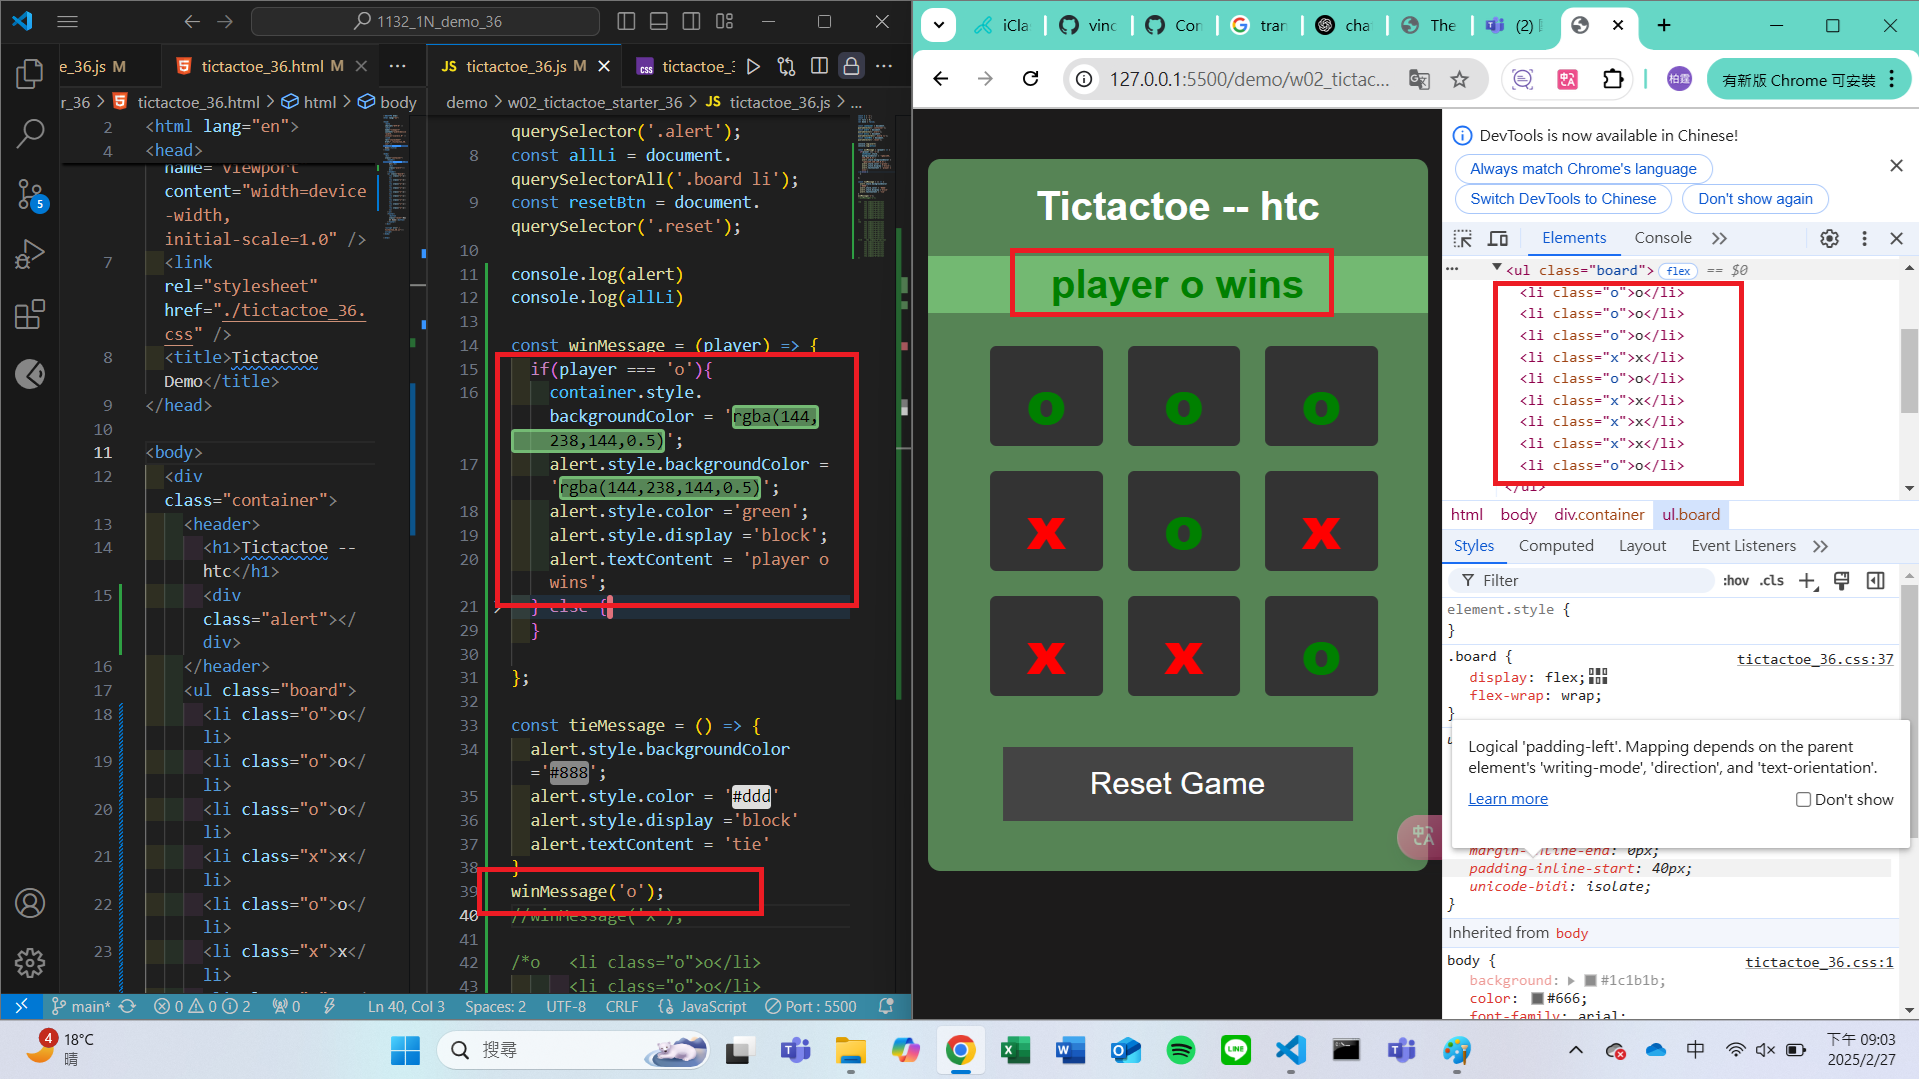 1132_1N_demo_36
e_36.js M
tictactoe_36.html M
tictactoe_36.js M
tictactoe_3
r_36 > tictactoe_36.html > html > body
demo > w02_tictactoe_starter_36 > JS tictactoe_36.js > ...
2 <html lang="en">
4 <head>
name="viewport"
content="width=device
-width,
initial-scale=1.0" />
7 <link
rel="stylesheet"
href="./tictactoe_36.
css" />
8 <title>Tictactoe
Demo</title>
9 </head>
10
11 <body>
12 <div
class="container">
13 <header>
14 <h1>Tictactoe --
htc</h1>
15 <div
class="alert"></
div>
16 </header>
17 <ul class="board">
18 <li class="o">o</
li>
19 <li class="o">o</
li>
20 <li class="o">o</
li>
21 <li class="x">x</
li>
22 <li class="o">o</
li>
23 <li class="x">x</
li>
querySelector('.alert');
8 const allLi = document.
querySelectorAll('.board li');
9 const resetBtn = document.
querySelector('.reset');
10
11 console.log(alert)
12 console.log(allLi)
13
14 const winMessage = (player) => {
15 if(player === 'o'){
16 container.style.
backgroundColor = 'rgba(144,
238,144,0.5)';
17 alert.style.backgroundColor =
'rgba(144,238,144,0.5)';
18 alert.style.color ='green';
19 alert.style.display ='block';
20 alert.textContent = 'player o
wins';
21 } else {
29 }
30
31 };
32
33 const tieMessage = () => {
34 alert.style.backgroundColor
='#888';
35 alert.style.color = '#ddd'
36 alert.style.display ='block'
37 alert.textContent = 'tie'
38 }
39 winMessage('o');
40 //winMessage('x');
41
42 /*o <li class="o">o</li>
43 <li class="o">o</li>
5
main* 0 0 2 0 Ln 40, Col 3 Spaces: 2 UTF-8 CRLF {} JavaScript Port : 5500
iCla
vinc
Con
tran
cha
The
(2)
127.0.0.1:5500/demo/w02_tictac...
柏霆
有新版 Chrome 可安裝
Tictactoe -- htc
player o wins
o o o
x o x
x x o
Reset Game
DevTools is now available in Chinese!
Always match Chrome's language
Switch DevTools to Chinese
Don't show again
Elements
Console
<ul class="board"> flex == $0
<li class="o">o</li>
<li class="o">o</li>
<li class="o">o</li>
<li class="x">x</li>
<li class="o">o</li>
<li class="x">x</li>
<li class="x">x</li>
<li class="x">x</li>
<li class="o">o</li>
</ul>
html body div.container ul.board
Styles Computed Layout Event Listeners
Filter :hov .cls
element.style {
}
.board { tictactoe_36.css:37
display: flex;
flex-wrap: wrap;
}
Logical 'padding-left'. Mapping depends on the parent
element's 'writing-mode', 'direction', and 'text-orientation'.
Learn more
Don't show
margin-inline-end: 0px;
padding-inline-start: 40px;
unicode-bidi: isolate;
}
Inherited from body
body { tictactoe_36.css:1
background: #1c1b1b;
color: #666;
font-family: arial;
4
18°C
晴
搜尋
中
下午 09:03
2025/2/27